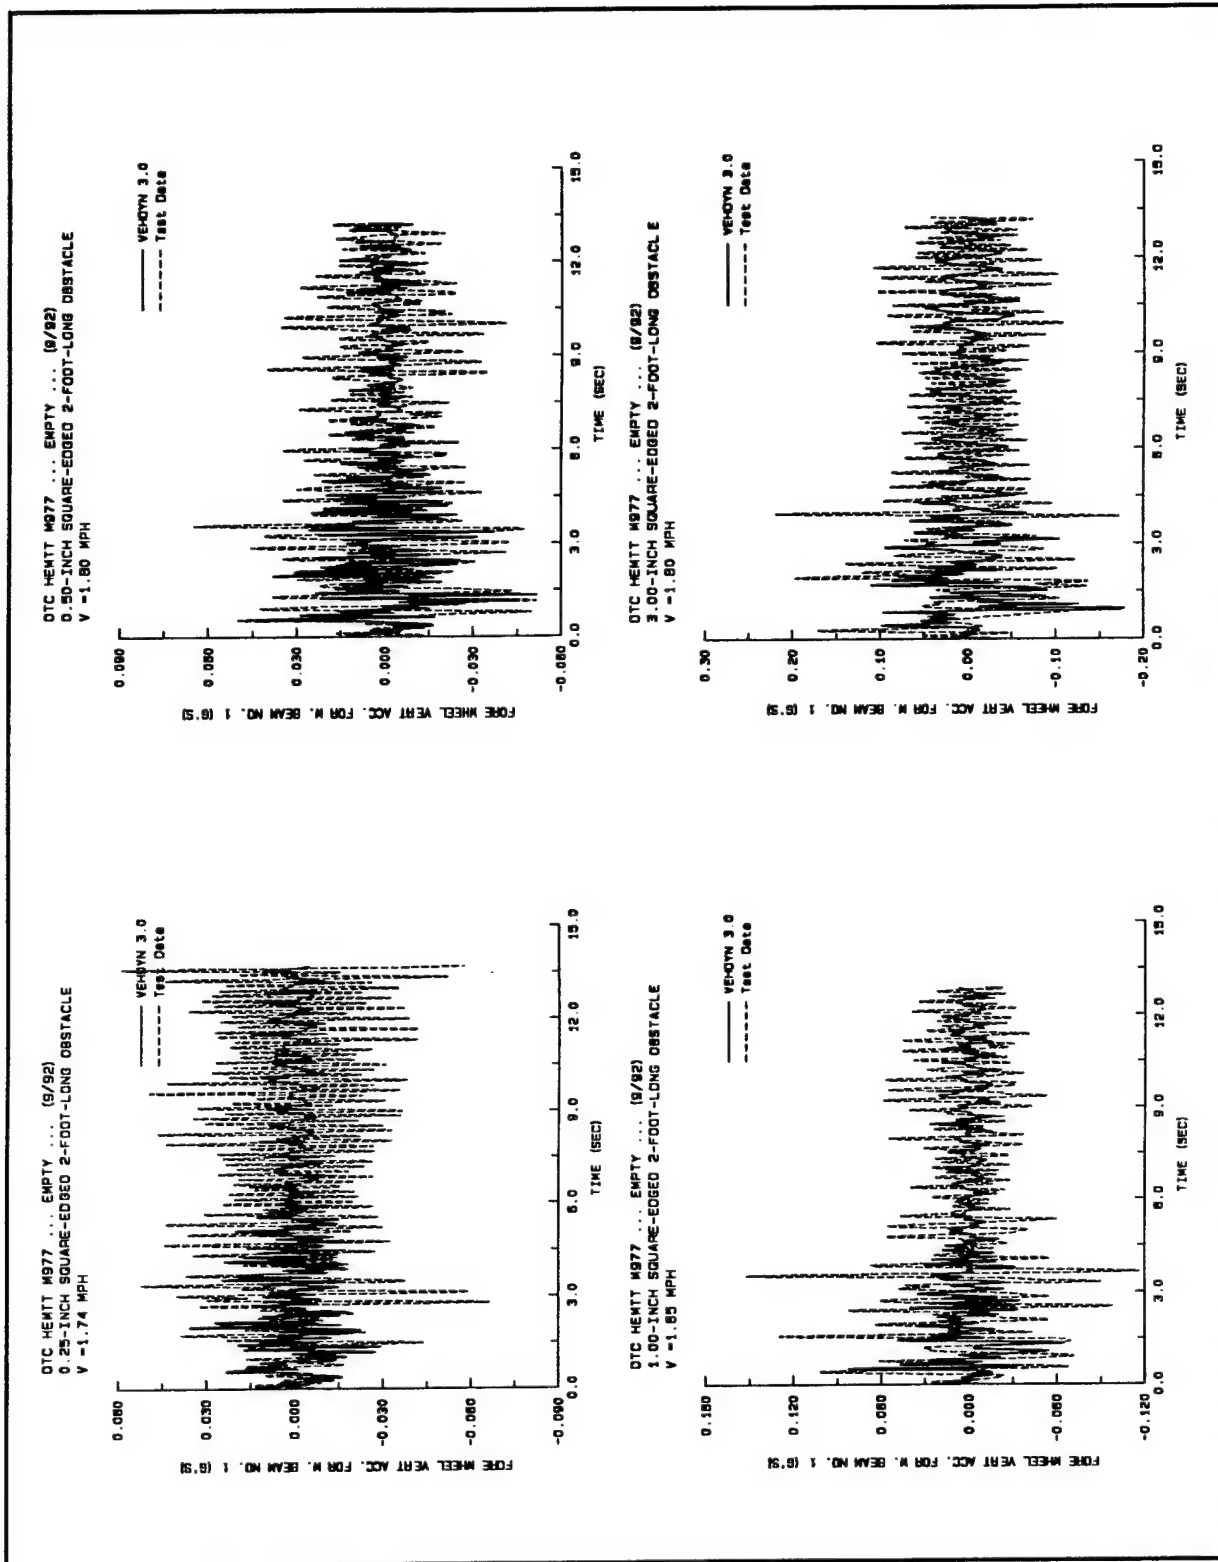 DTC HEMTT M977 ... EMPTY ... (9/92)
0.25-INCH SQUARE-EDGED 2-FOOT-LONG OBSTACLE
V =1.74 MPH
VEHDYN 3.0
Test Data
FORE WHEEL VERT ACC. FOR W. BEAM NO. 1 (G'S)
0.060
0.030
0.000
-0.030
-0.060
-0.090
0.0 3.0 6.0 9.0 12.0 15.0
TIME (SEC)
DTC HEMTT M977 ... EMPTY ... (9/92)
0.50-INCH SQUARE-EDGED 2-FOOT-LONG OBSTACLE
V =1.80 MPH
VEHDYN 3.0
Test Data
FORE WHEEL VERT ACC. FOR W. BEAM NO. 1 (G'S)
0.090
0.060
0.030
0.000
-0.030
-0.060
0.0 3.0 6.0 9.0 12.0 15.0
TIME (SEC)
DTC HEMTT M977 ... EMPTY ... (9/92)
1.00-INCH SQUARE-EDGED 2-FOOT-LONG OBSTACLE
V =1.65 MPH
VEHDYN 3.0
Test Data
FORE WHEEL VERT ACC. FOR W. BEAM NO. 1 (G'S)
0.180
0.120
0.060
0.000
-0.060
-0.120
0.0 3.0 6.0 9.0 12.0 15.0
TIME (SEC)
DTC HEMTT M977 ... EMPTY ... (9/92)
3.00-INCH SQUARE-EDGED 2-FOOT-LONG OBSTACLE
V =1.80 MPH
VEHDYN 3.0
Test Data
FORE WHEEL VERT ACC. FOR W. BEAM NO. 1 (G'S)
0.30
0.20
0.10
0.00
-0.10
-0.20
0.0 3.0 6.0 9.0 12.0 15.0
TIME (SEC)